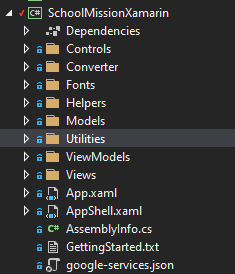 SchoolMissionXamarin
Dependencies
Controls
Converter
Fonts
Helpers
Models
Utilities
ViewModels
Views
App.xaml
AppShell.xaml
C# AssemblyInfo.cs
GettingStarted.txt
google-services.json